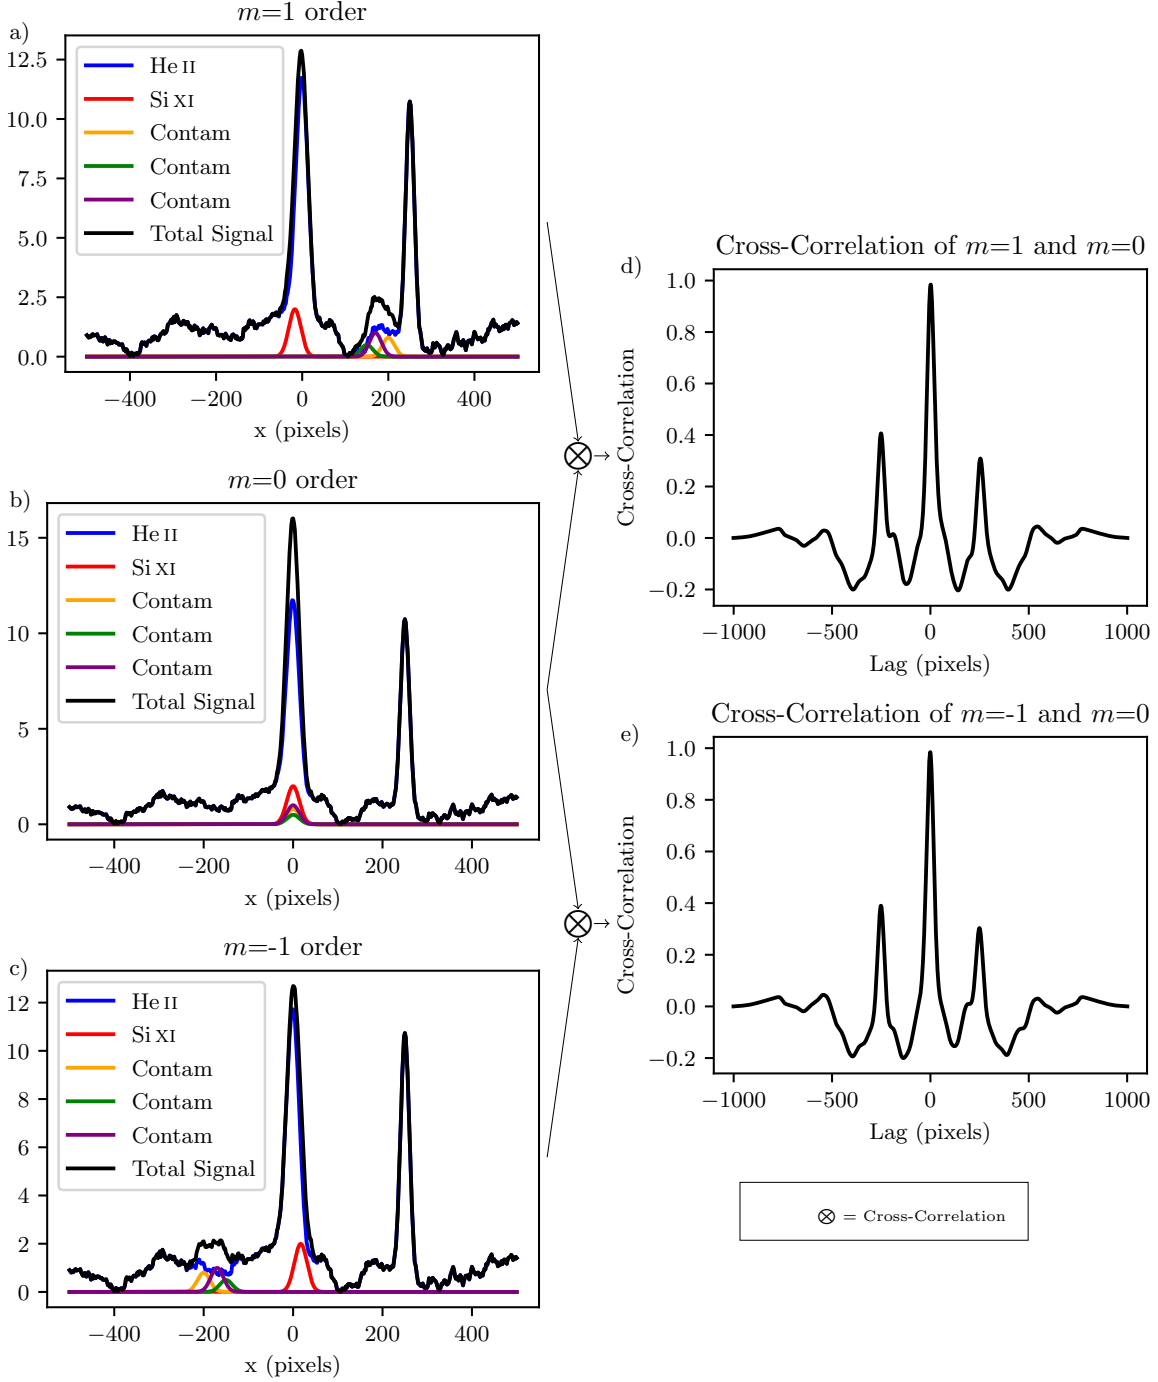 m=1 order
a)
12.5
10.0
7.5
5.0
2.5
0.0
He II
Si XI
Contam
Contam
Contam
Total Signal
−400 −200 0 200 400
x (pixels)
m=0 order
b)
15
10
5
0
He II
Si XI
Contam
Contam
Contam
Total Signal
−400 −200 0 200 400
x (pixels)
m=-1 order
c)
12
10
8
6
4
2
0
He II
Si XI
Contam
Contam
Contam
Total Signal
−400 −200 0 200 400
x (pixels)
Cross-Correlation of m=1 and m=0
d)
Cross-Correlation
1.0
0.8
0.6
0.4
0.2
0.0
−0.2
−1000 −500 0 500 1000
Lag (pixels)
Cross-Correlation of m=-1 and m=0
e)
Cross-Correlation
1.0
0.8
0.6
0.4
0.2
0.0
−0.2
−1000 −500 0 500 1000
Lag (pixels)
⊗ = Cross-Correlation